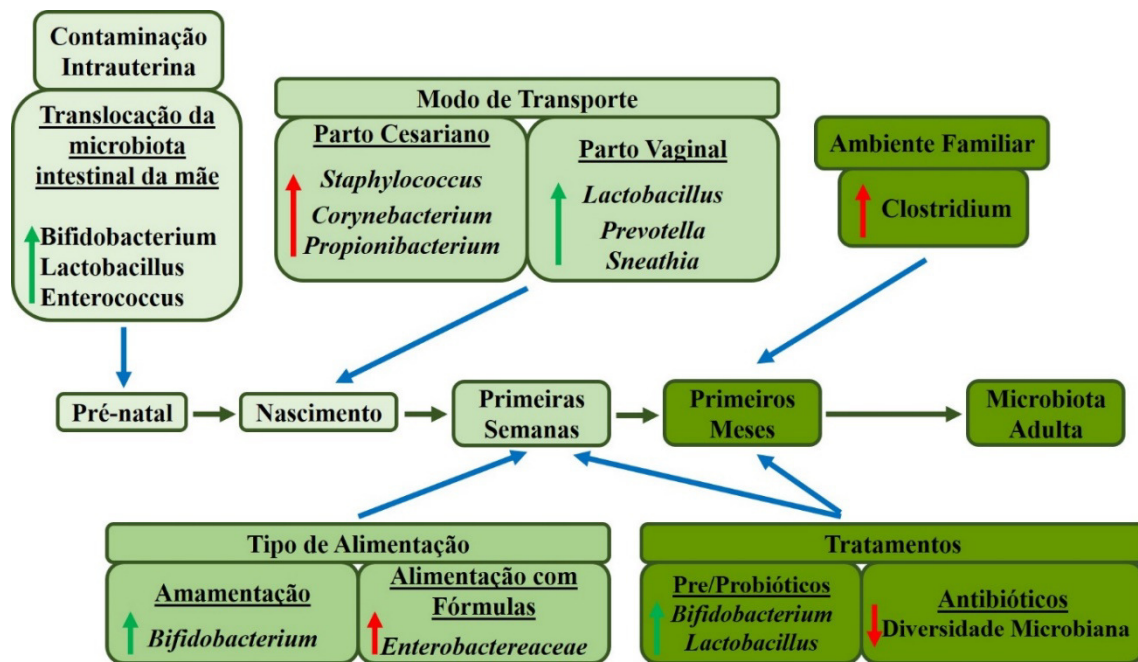 Contaminação
Intrauterina
Translocação da
microbiota
intestinal da mãe
Bifidobacterium
Lactobacillus
Enterococcus
Modo de Transporte
Parto Cesariano
Staphylococcus
Corynebacterium
Propionibacterium
Parto Vaginal
Lactobacillus
Prevotella
Sneathia
Ambiente Familiar
Clostridium
Pré-natal
Nascimento
Primeiras
Semanas
Primeiros
Meses
Microbiota
Adulta
Tipo de Alimentação
Amamentação
Bifidobacterium
Alimentação com
Fórmulas
Enterobactereaceae
Tratamentos
Pre/Probióticos
Bifidobacterium
Lactobacillus
Antibióticos
Diversidade Microbiana